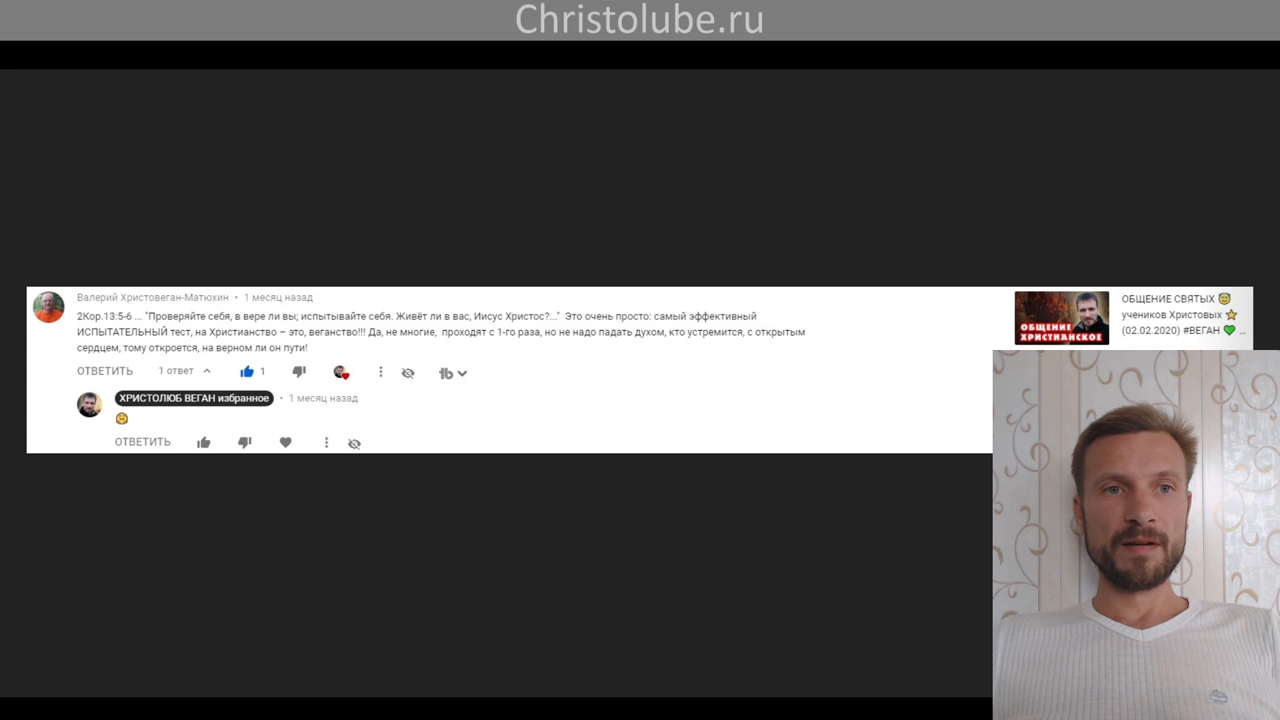 Christolube.ru
Валерий Христовеган-Матюхин • 1 месяц назад
2Кор.13:5-6 ... "Проверяйте себя, в вере ли вы; испытывайте себя. Живёт ли в вас, Иисус Христос?..." Это очень просто: самый эффективный
ИСПЫТАТЕЛЬНЫЙ тест, на Христианство – это, веганство!!! Да, не многие, проходят с 1-го раза, но не надо падать духом, кто устремится, с открытым
сердцем, тому откроется, на верном ли он пути!
ОТВЕТИТЬ 1 ответ 1
ХРИСТОЛЮБ ВЕГАН избранное • 1 месяц назад
ОТВЕТИТЬ
ОБЩЕНИЕ
ХРИСТИАНСКОЕ
ОБЩЕНИЕ СВЯТЫХ
учеников Христовых
(02.02.2020) #ВЕГАН ...